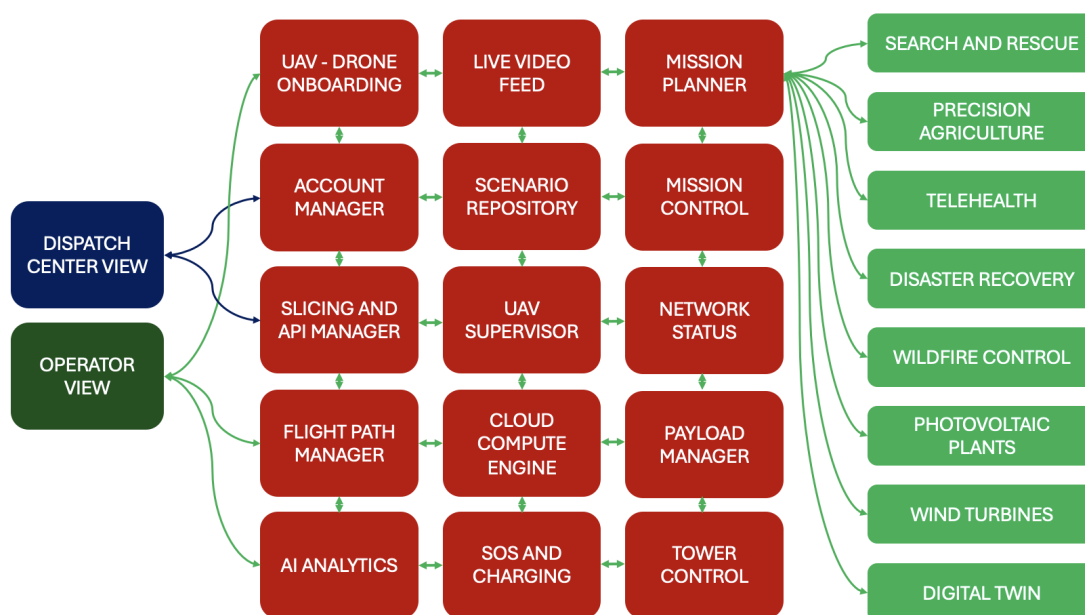 UAV - DRONE
ONBOARDING
LIVE VIDEO
FEED
MISSION
PLANNER
SEARCH AND
RESCUE
PRECISION
AGRICULTURE
ACCOUNT
MANAGER
SCENARIO
REPOSITORY
MISSION
CONTROL
TELEHEALTH
DISPATCH
CENTER VIEW
DISASTER RECOVERY
SLICING AND
API MANAGER
UAV
SUPERVISOR
NETWORK
STATUS
WILDFIRE CONTROL
OPERATOR
VIEW
FLIGHT PATH
MANAGER
CLOUD
COMPUTE
ENGINE
PAYLOAD
MANAGER
PHOTOVOLTAIC
PLANTS
WIND TURBINES
AI ANALYTICS
SOS AND
CHARGING
TOWER
CONTROL
DIGITAL TWIN